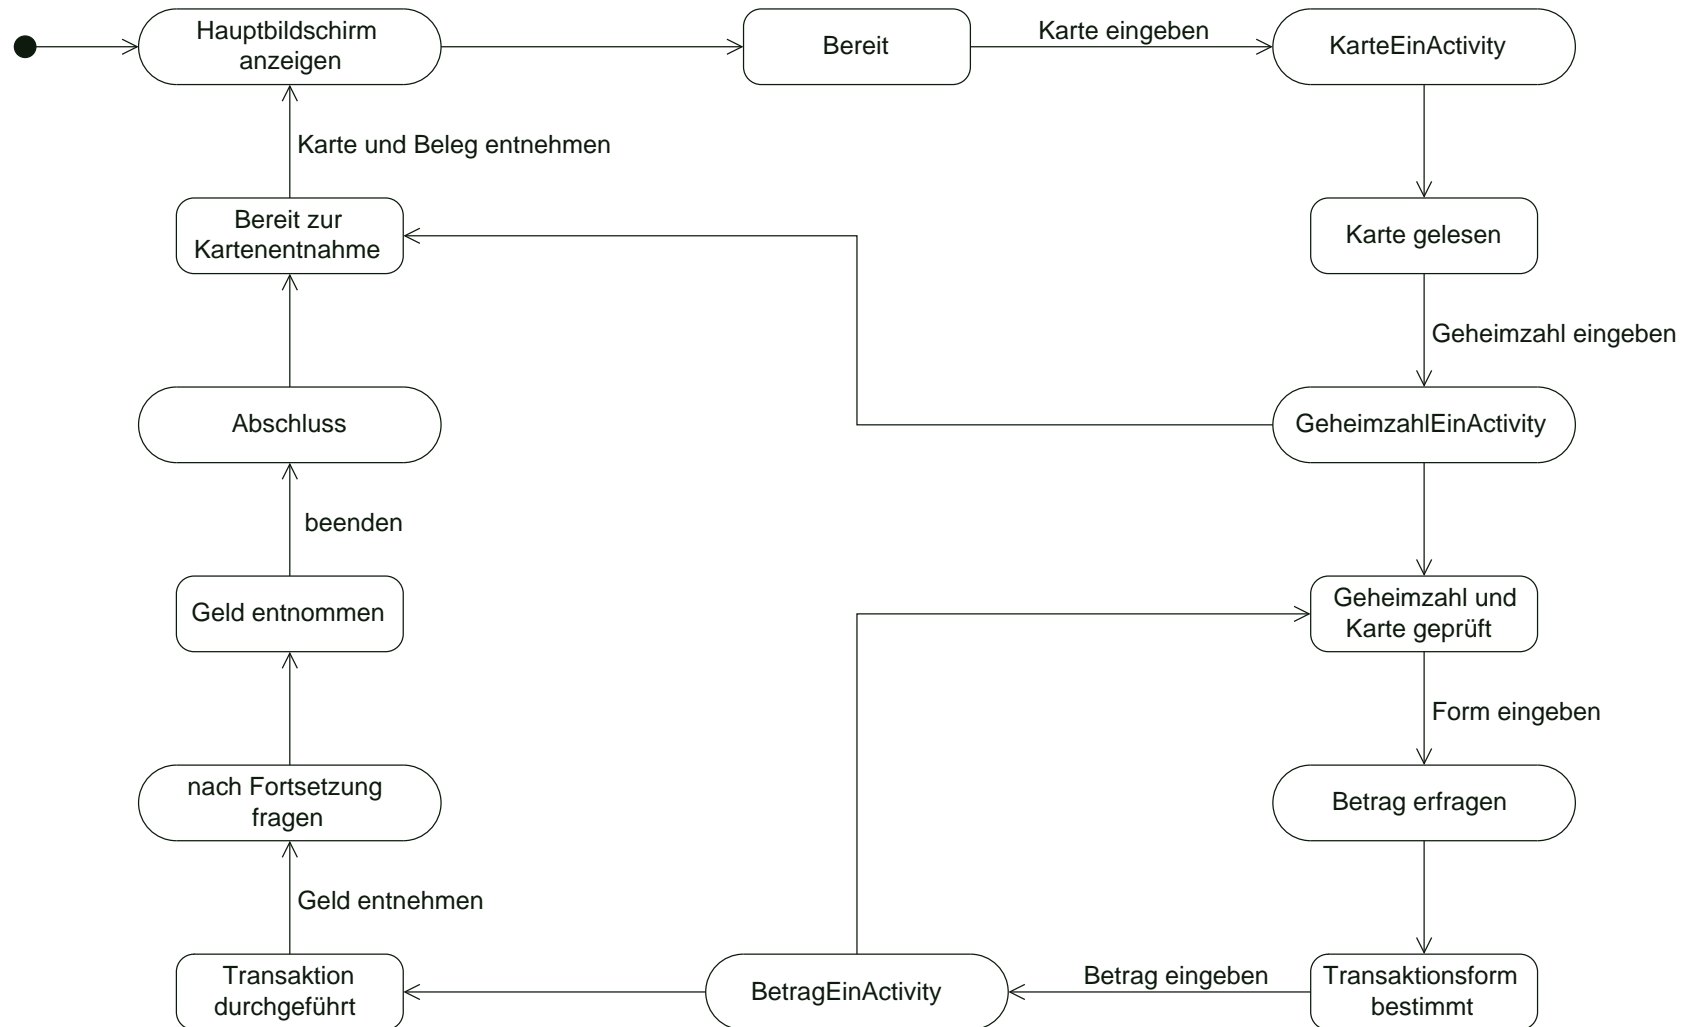 Hauptbildschirm
anzeigen
Bereit
Karte eingeben
KarteEinActivity
Karte und Beleg entnehmen
Bereit zur
Kartenentnahme
Karte gelesen
Geheimzahl eingeben
Abschluss
GeheimzahlEinActivity
beenden
Geld entnommen
Geheimzahl und
Karte geprüft
Form eingeben
nach Fortsetzung
fragen
Betrag erfragen
Geld entnehmen
Transaktion
durchgeführt
BetragEinActivity
Betrag eingeben
Transaktionsform
bestimmt